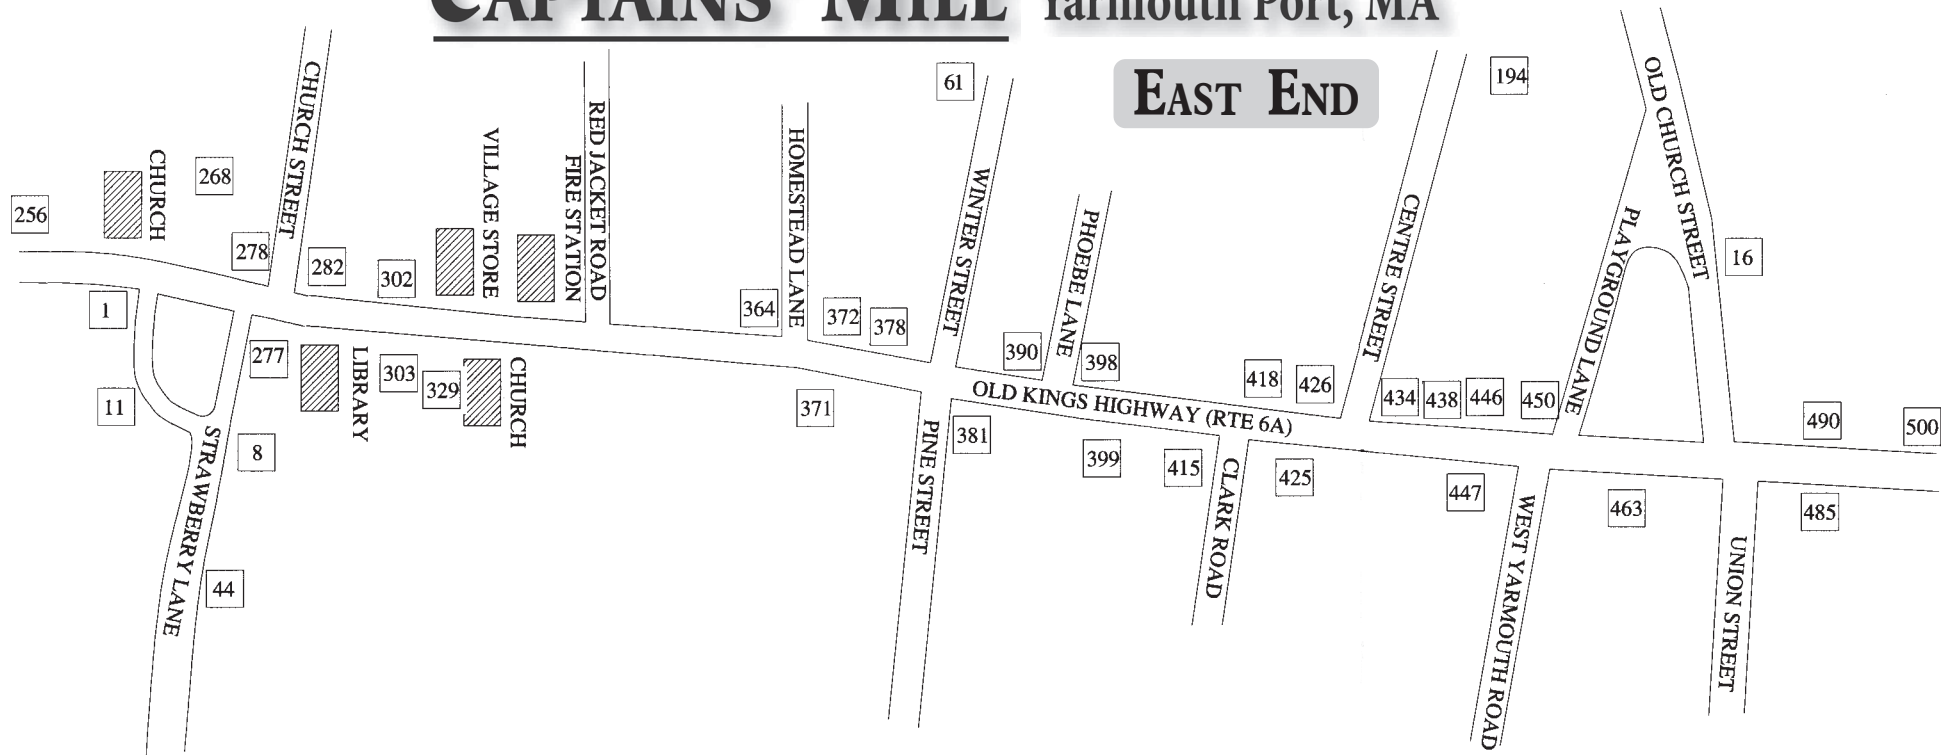 CAPTAINS' MILE Yarmouth Port, MA
EAST END
CHURCH STREET
RED JACKET ROAD
FIRE STATION
VILLAGE STORE
HOMESTEAD LANE
61
WINTER STREET
PHOEBE LANE
194
CENTRE STREET
OLD CHURCH STREET
PLAYGROUND LANE
16
256
CHURCH
268
278
282
302
364
372
378
390
398
418
426
434
438
446
450
490
500
OLD KINGS HIGHWAY (RTE 6A)
1
11
277
LIBRARY
303
329
CHURCH
371
381
399
415
425
447
463
485
8
44
STRAWBERRY LANE
PINE STREET
CLARK ROAD
WEST YARMOUTH ROAD
UNION STREET